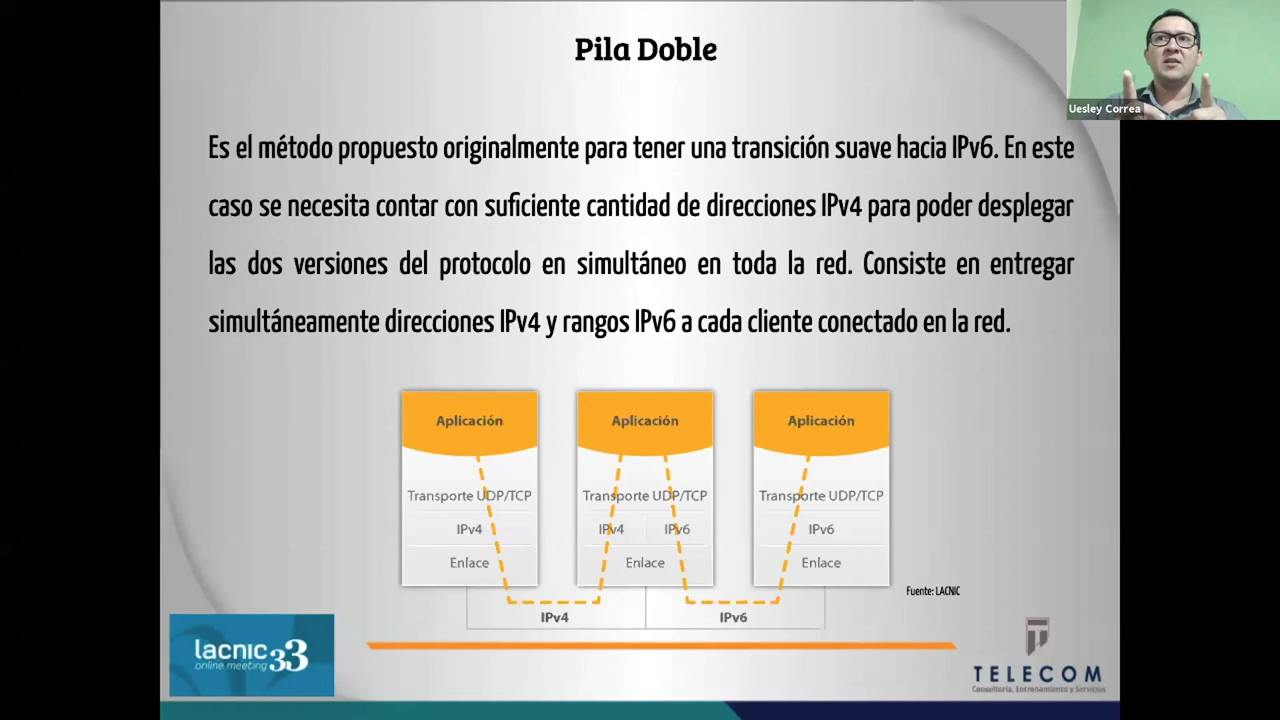 Pila Doble
Uesley Correa
Es el método propuesto originalmente para tener una transición suave hacia IPv6. En este
caso se necesita contar con suficiente cantidad de direcciones IPv4 para poder desplegar
las dos versiones del protocolo en simultáneo en toda la red. Consiste en entregar
simultáneamente direcciones IPv4 y rangos IPv6 a cada cliente conectado en la red.
Aplicación
Transporte UDP/TCP
IPv4
Enlace
Aplicación
Transporte UDP/TCP
IPv4 IPv6
Enlace
Aplicación
Transporte UDP/TCP
IPv6
Enlace
IPv4
IPv6
Fuente: LACNIC
lacnic 33
online meeting
TELECOM
Consultoría, Entrenamiento y Servicios